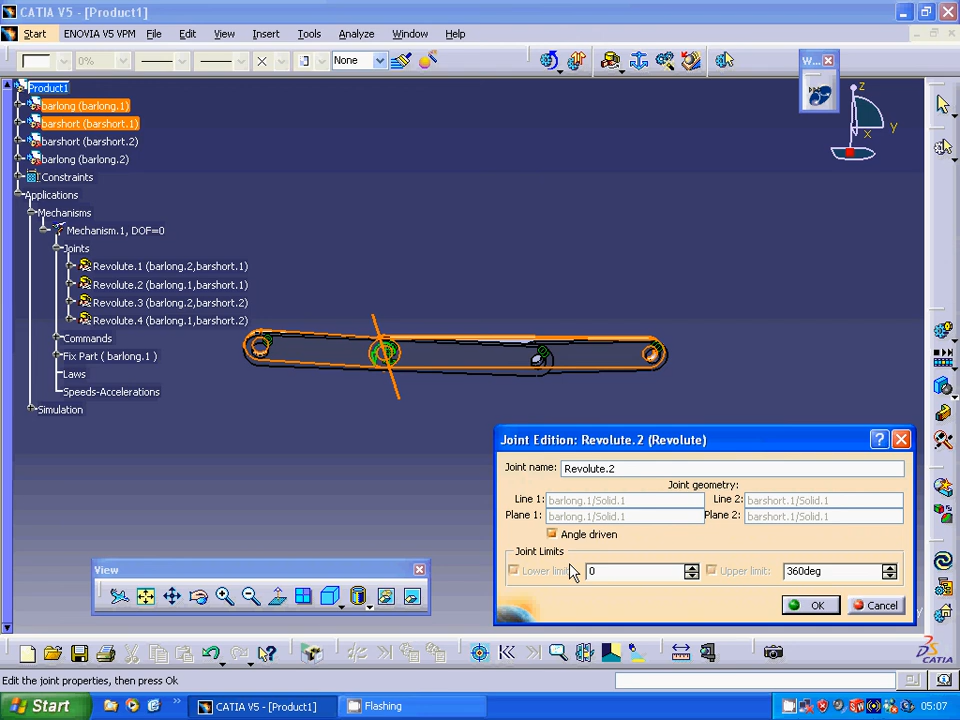 CATIA V5 - [Product1]
Start ENOVIA V5 VPM File Edit View Insert Tools Analyze Window Help
0% None
W...
Product1
barlong (barlong.1)
barshort (barshort.1)
barshort (barshort.2)
barlong (barlong.2)
Constraints
Applications
Mechanisms
Mechanism.1, DOF=0
Joints
Revolute.1 (barlong.2,barshort.1)
Revolute.2 (barlong.1,barshort.1)
Revolute.3 (barlong.2,barshort.2)
Revolute.4 (barlong.1,barshort.2)
Commands
Fix Part ( barlong.1 )
Laws
Speeds-Accelerations
Simulation
z
y
x
Joint Edition: Revolute.2 (Revolute)
Joint name: Revolute.2
Joint geometry:
Line 1: barlong.1/Solid.1 Line 2: barshort.1/Solid.1
Plane 1: barlong.1/Solid.1 Plane 2: barshort.1/Solid.1
Angle driven
Joint Limits
Lower 0 Upper limit: 360deg
OK Cancel
View
CATIA
Edit the joint properties, then press Ok
Start CATIA V5 - [Product1] Flashing 05:07